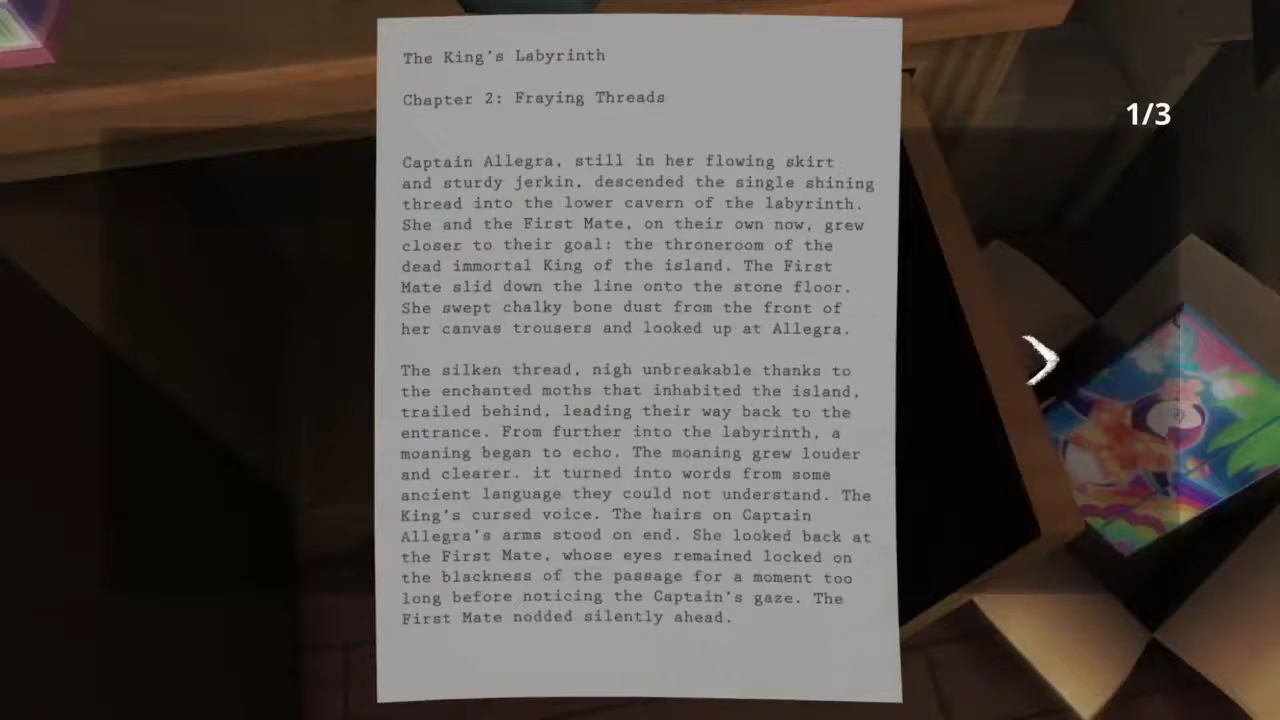 The King's Labyrinth
Chapter 2: Fraying Threads
1/3
Captain Allegra, still in her flowing skirt
and sturdy jerkin, descended the single shining
thread into the lower cavern of the labyrinth.
She and the First Mate, on their own now, grew
closer to their goal: the throneroom of the
dead immortal King of the island. The First
Mate slid down the line onto the stone floor.
She swept chalky bone dust from the front of
her canvas trousers and looked up at Allegra.
The silken thread, nigh unbreakable thanks to
the enchanted moths that inhabited the island,
trailed behind, leading their way back to the
entrance. From further into the labyrinth, a
moaning began to echo. The moaning grew louder
and clearer. it turned into words from some
ancient language they could not understand. The
King's cursed voice. The hairs on Captain
Allegra's arms stood on end. She looked back at
the First Mate, whose eyes remained locked on
the blackness of the passage for a moment too
long before noticing the Captain's gaze. The
First Mate nodded silently ahead.